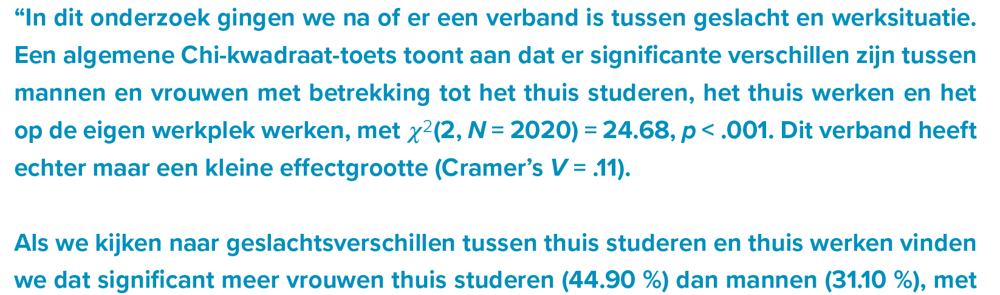 “In dit onderzoek gingen we na of er een verband is tussen geslacht en werksituatie.
Een algemene Chi-kwadraat-toets toont aan dat er significante verschillen zijn tussen
mannen en vrouwen met betrekking tot het thuis studeren, het thuis werken en het
op de eigen werkplek werken, met χ²(2, N = 2020) = 24.68, p < .001. Dit verband heeft
echter maar een kleine effectgrootte (Cramer’s V = .11).
Als we kijken naar geslachtsverschillen tussen thuis studeren en thuis werken vinden
we dat significant meer vrouwen thuis studeren (44.90 %) dan mannen (31.10 %), met